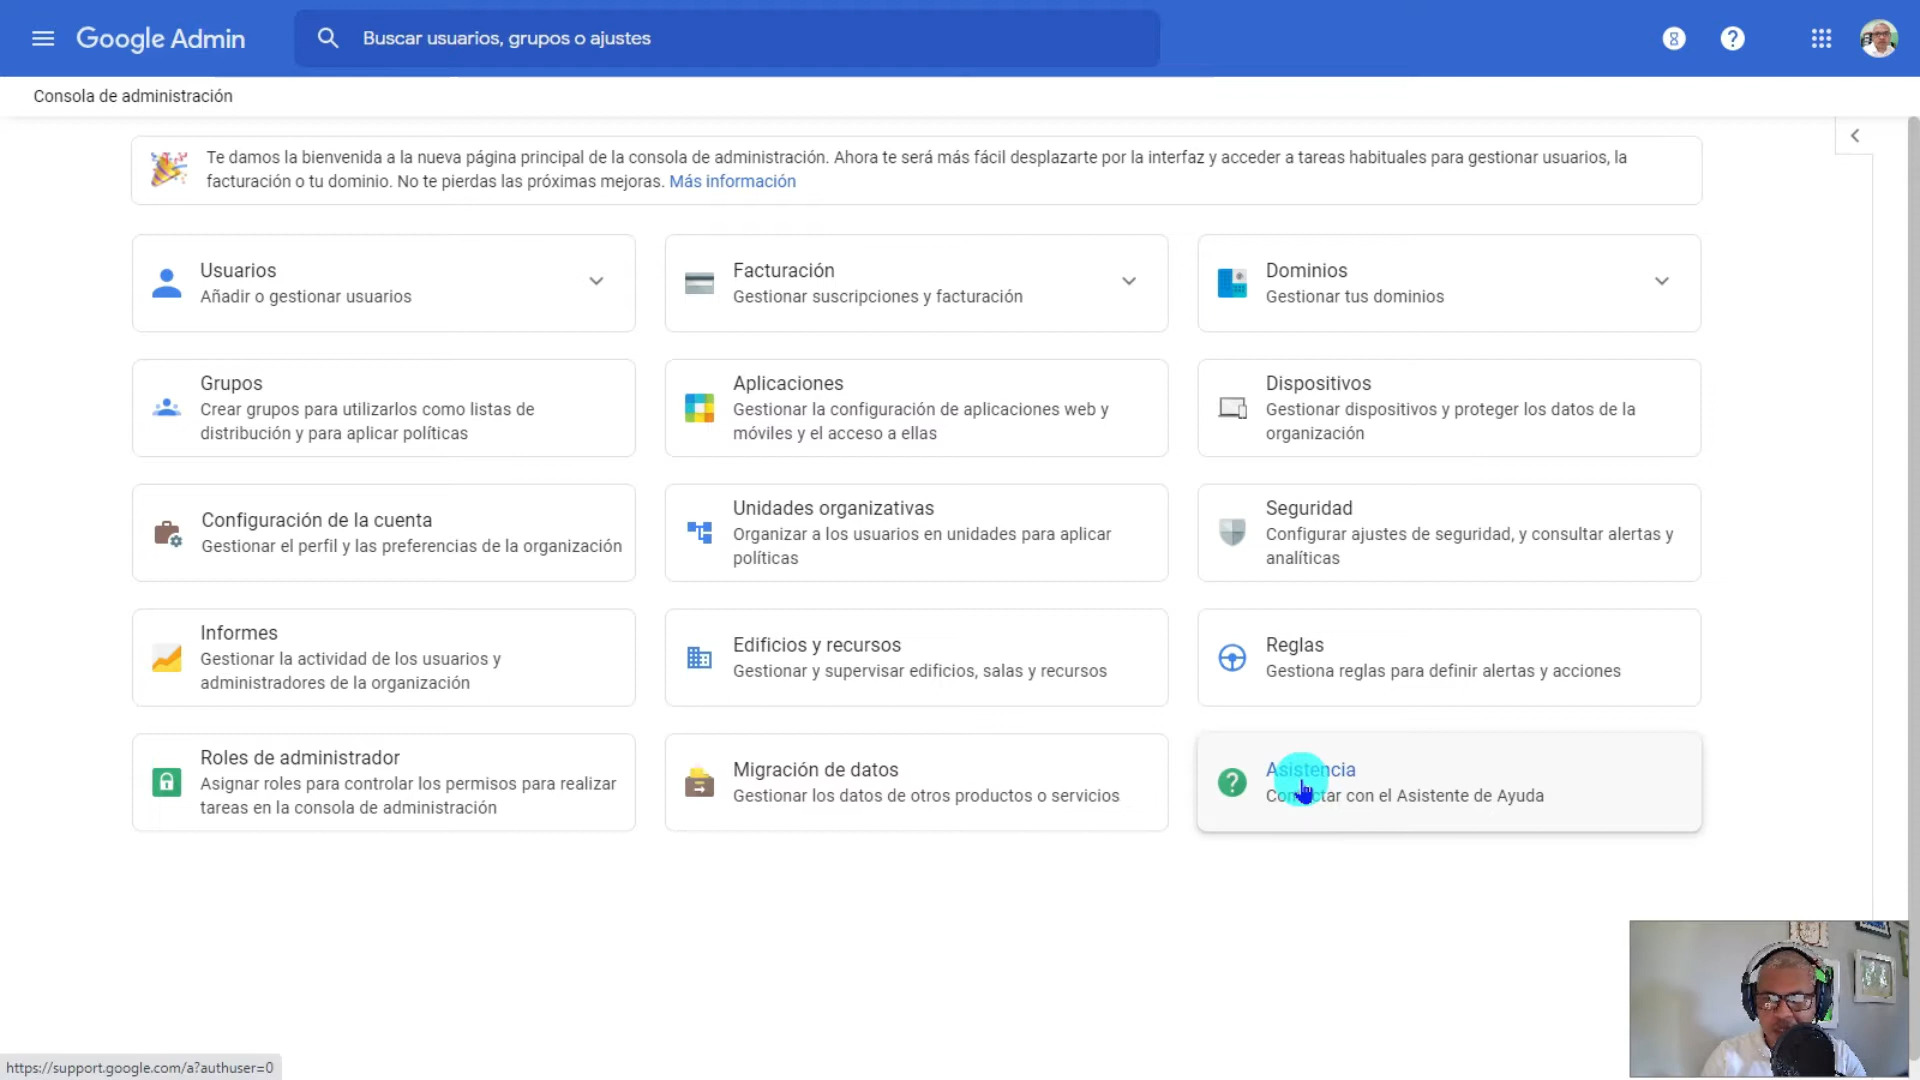 Google Admin
Buscar usuarios, grupos o ajustes
Consola de administración
Te damos la bienvenida a la nueva página principal de la consola de administración. Ahora te será más fácil desplazarte por la interfaz y acceder a tareas habituales para gestionar usuarios, la
facturación o tu dominio. No te pierdas las próximas mejoras. Más información
Usuarios
Añadir o gestionar usuarios
Facturación
Gestionar suscripciones y facturación
Dominios
Gestionar tus dominios
Grupos
Crear grupos para utilizarlos como listas de
distribución y para aplicar políticas
Aplicaciones
Gestionar la configuración de aplicaciones web y
móviles y el acceso a ellas
Dispositivos
Gestionar dispositivos y proteger los datos de la
organización
Configuración de la cuenta
Gestionar el perfil y las preferencias de la organización
Unidades organizativas
Organizar a los usuarios en unidades para aplicar
políticas
Seguridad
Configurar ajustes de seguridad, y consultar alertas y
analíticas
Informes
Gestionar la actividad de los usuarios y
administradores de la organización
Edificios y recursos
Gestionar y supervisar edificios, salas y recursos
Reglas
Gestiona reglas para definir alertas y acciones
Roles de administrador
Asignar roles para controlar los permisos para realizar
tareas en la consola de administración
Migración de datos
Gestionar los datos de otros productos o servicios
Asistencia
con el Asistente de Ayuda
https://support.google.com/a?authuser=0